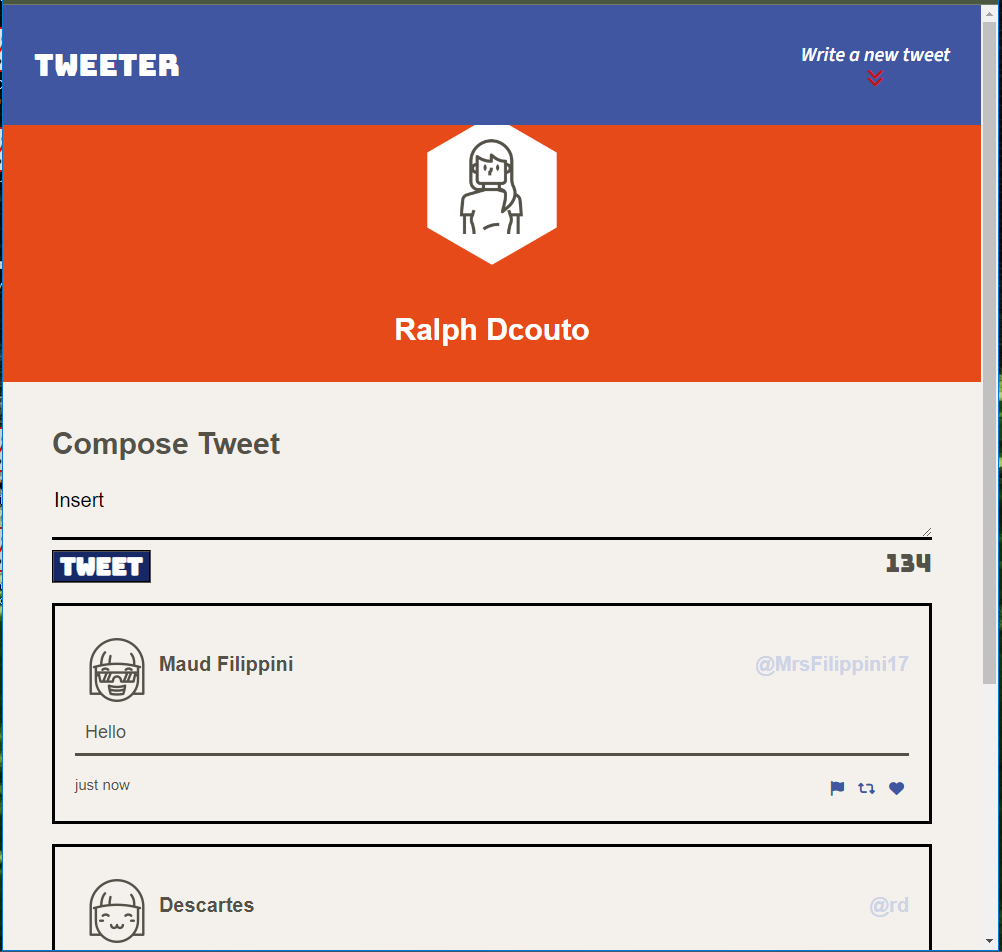 TWEETER
Write a new tweet
Ralph Dcouto
Compose Tweet
Insert
TWEET
134
Maud Filippini
@MrsFilippini17
Hello
just now
Descartes
@rd